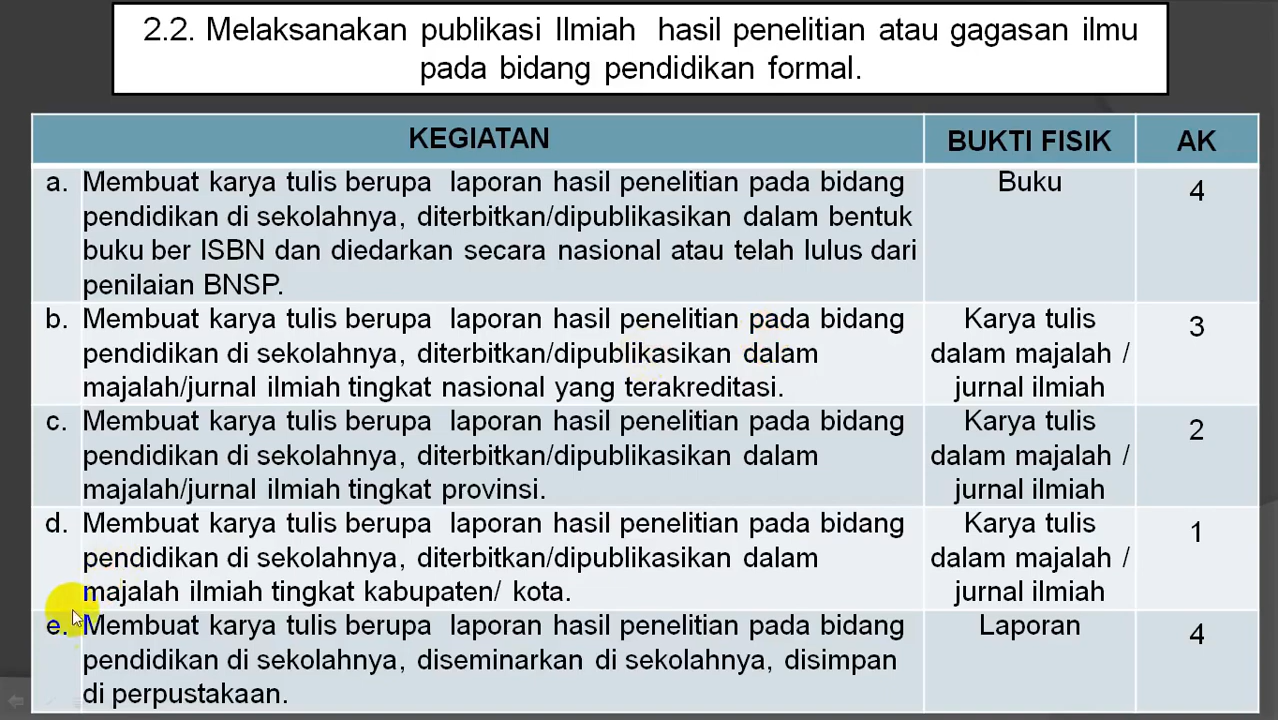 2.2. Melaksanakan publikasi Ilmiah hasil penelitian atau gagasan ilmu
pada bidang pendidikan formal.
KEGIATAN BUKTI FISIK AK
a. Membuat karya tulis berupa laporan hasil penelitian pada bidang
pendidikan di sekolahnya, diterbitkan/dipublikasikan dalam bentuk
buku ber ISBN dan diedarkan secara nasional atau telah lulus dari
penilaian BNSP.
Buku
4
b. Membuat karya tulis berupa laporan hasil penelitian pada bidang
pendidikan di sekolahnya, diterbitkan/dipublikasikan dalam
majalah/jurnal ilmiah tingkat nasional yang terakreditasi.
Karya tulis
dalam majalah /
jurnal ilmiah
3
c. Membuat karya tulis berupa laporan hasil penelitian pada bidang
pendidikan di sekolahnya, diterbitkan/dipublikasikan dalam
majalah/jurnal ilmiah tingkat provinsi.
Karya tulis
dalam majalah /
jurnal ilmiah
2
d. Membuat karya tulis berupa laporan hasil penelitian pada bidang
pendidikan di sekolahnya, diterbitkan/dipublikasikan dalam
majalah ilmiah tingkat kabupaten/ kota.
Karya tulis
dalam majalah /
jurnal ilmiah
1
e. Membuat karya tulis berupa laporan hasil penelitian pada bidang
pendidikan di sekolahnya, diseminarkan di sekolahnya, disimpan
di perpustakaan.
Laporan
4